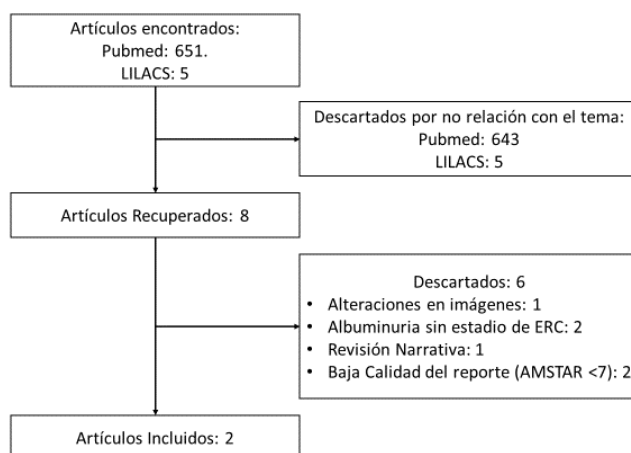 Artículos encontrados:
Pubmed: 651.
LILACS: 5
Descartados por no relación con el tema:
Pubmed: 643
LILACS: 5
Artículos Recuperados: 8
Descartados: 6
• Alteraciones en imágenes: 1
• Albuminuria sin estadio de ERC: 2
• Revisión Narrativa: 1
• Baja Calidad del reporte (AMSTAR <7): 2
Artículos Incluidos: 2